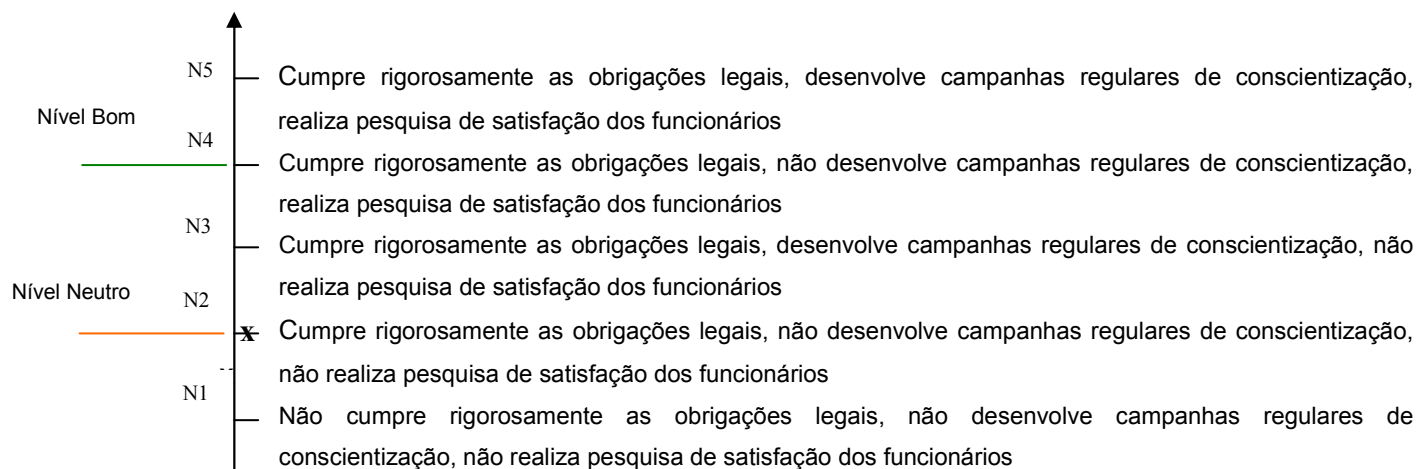 N5
Cumpre rigorosamente as obrigações legais, desenvolve campanhas regulares de conscientização,
realiza pesquisa de satisfação dos funcionários
Nível Bom
N4
Cumpre rigorosamente as obrigações legais, não desenvolve campanhas regulares de conscientização,
realiza pesquisa de satisfação dos funcionários
N3
Cumpre rigorosamente as obrigações legais, desenvolve campanhas regulares de conscientização, não
realiza pesquisa de satisfação dos funcionários
Nível Neutro
N2
x
Cumpre rigorosamente as obrigações legais, não desenvolve campanhas regulares de conscientização,
não realiza pesquisa de satisfação dos funcionários
N1
Não cumpre rigorosamente as obrigações legais, não desenvolve campanhas regulares de
conscientização, não realiza pesquisa de satisfação dos funcionários